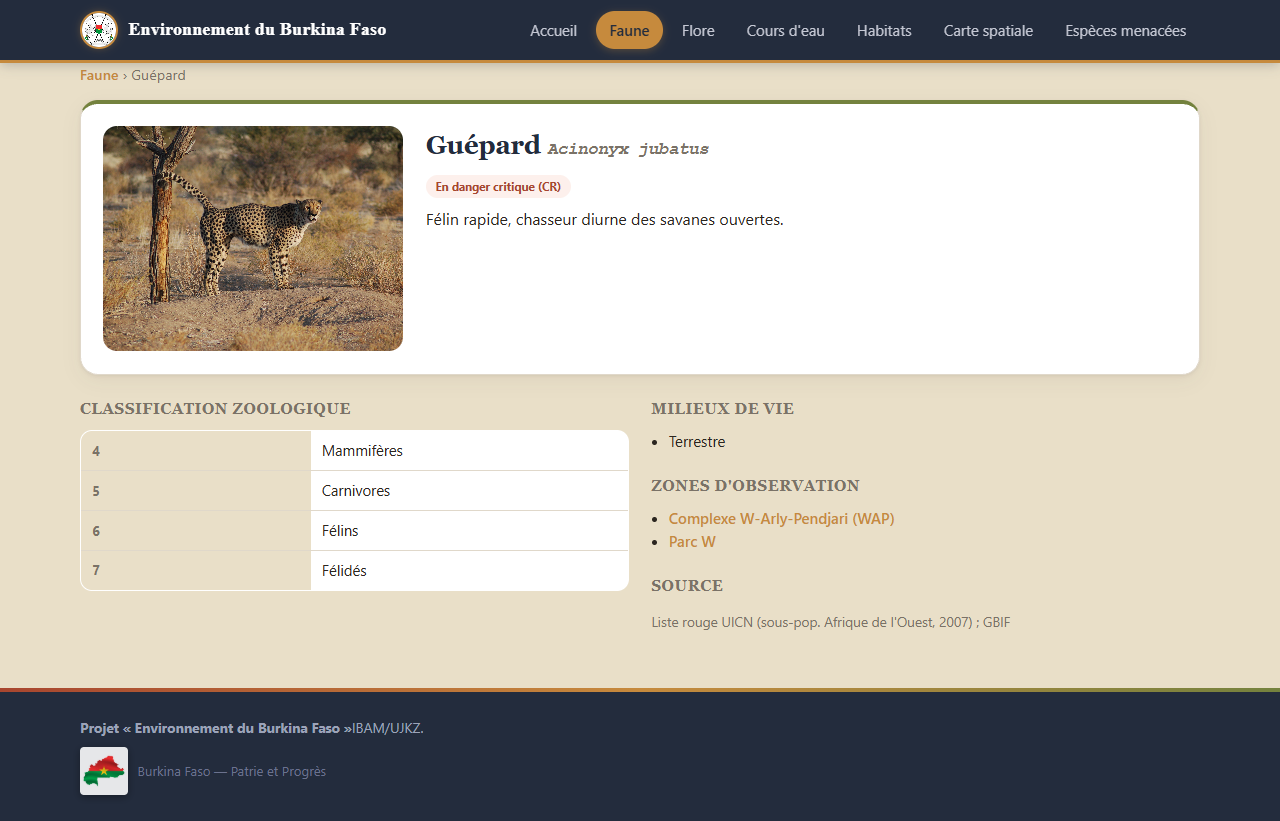 Environnement du Burkina Faso
Accueil Faune Flore Cours d'eau Habitats Carte spatiale Espèces menacées
Faune › Guépard
Guépard Acinonyx jubatus
En danger critique (CR)
Félin rapide, chasseur diurne des savanes ouvertes.
CLASSIFICATION ZOOLOGIQUE
4 Mammifères
5 Carnivores
6 Félins
7 Félidés
MILIEUX DE VIE
• Terrestre
ZONES D'OBSERVATION
• Complexe W-Arly-Pendjari (WAP)
• Parc W
SOURCE
Liste rouge UICN (sous-pop. Afrique de l'Ouest, 2007) ; GBIF
Projet « Environnement du Burkina Faso »IBAM/UJKZ.
Burkina Faso — Patrie et Progrès